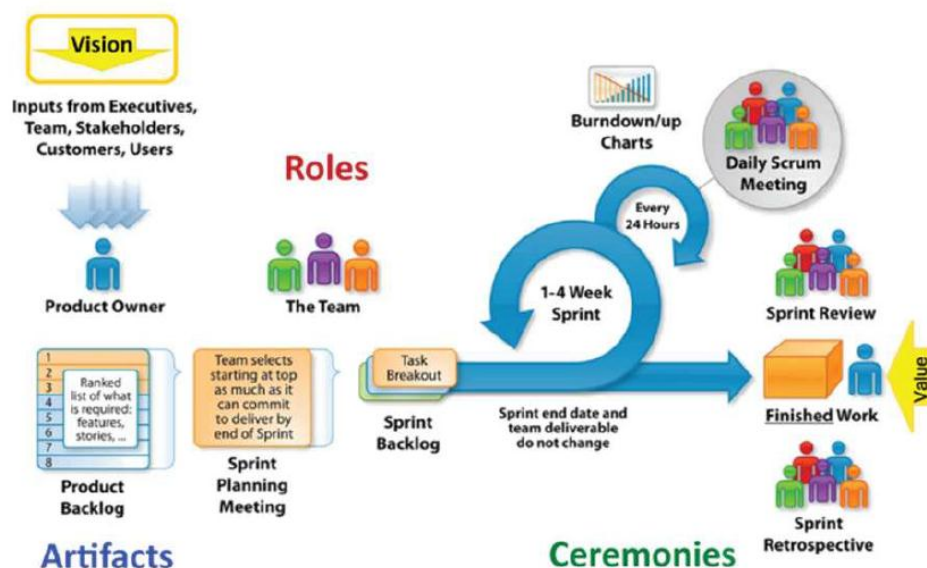 Vision
Inputs from Executives,
Team, Stakeholders,
Customers, Users
Product Owner
Roles
The Team
Burndown/up
Charts
Daily Scrum
Meeting
Every
24 Hours
1-4 Week
Sprint
Sprint Review
1
2
3
4
5
6
7
8
Ranked
list of what
is required:
features,
stories, ...
Product
Backlog
Team selects
starting at top
as much as it
can commit
to deliver by
end of Sprint
Sprint
Planning
Meeting
Task
Breakout
Sprint
Backlog
Sprint end date and
team deliverable
do not change
Finished Work
Value
Sprint
Retrospective
Artifacts
Ceremonies